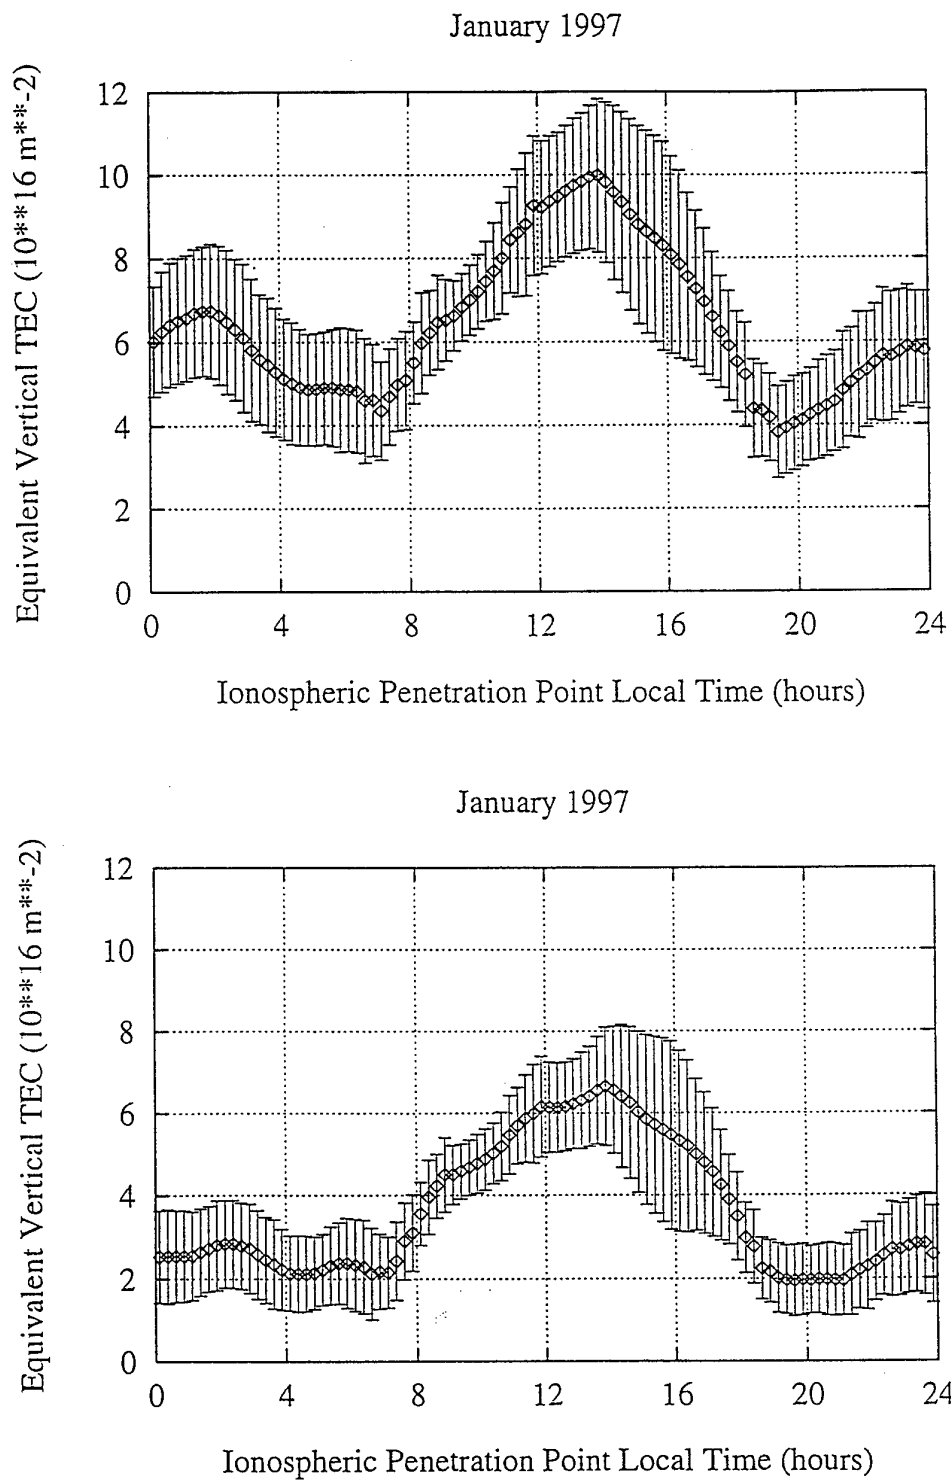 January 1997
Equivalent Vertical TEC (10**16 m**-2)
12
10
8
6
4
2
0
0 4 8 12 16 20 24
Ionospheric Penetration Point Local Time (hours)
January 1997
Equivalent Vertical TEC (10**16 m**-2)
12
10
8
6
4
2
0
0 4 8 12 16 20 24
Ionospheric Penetration Point Local Time (hours)